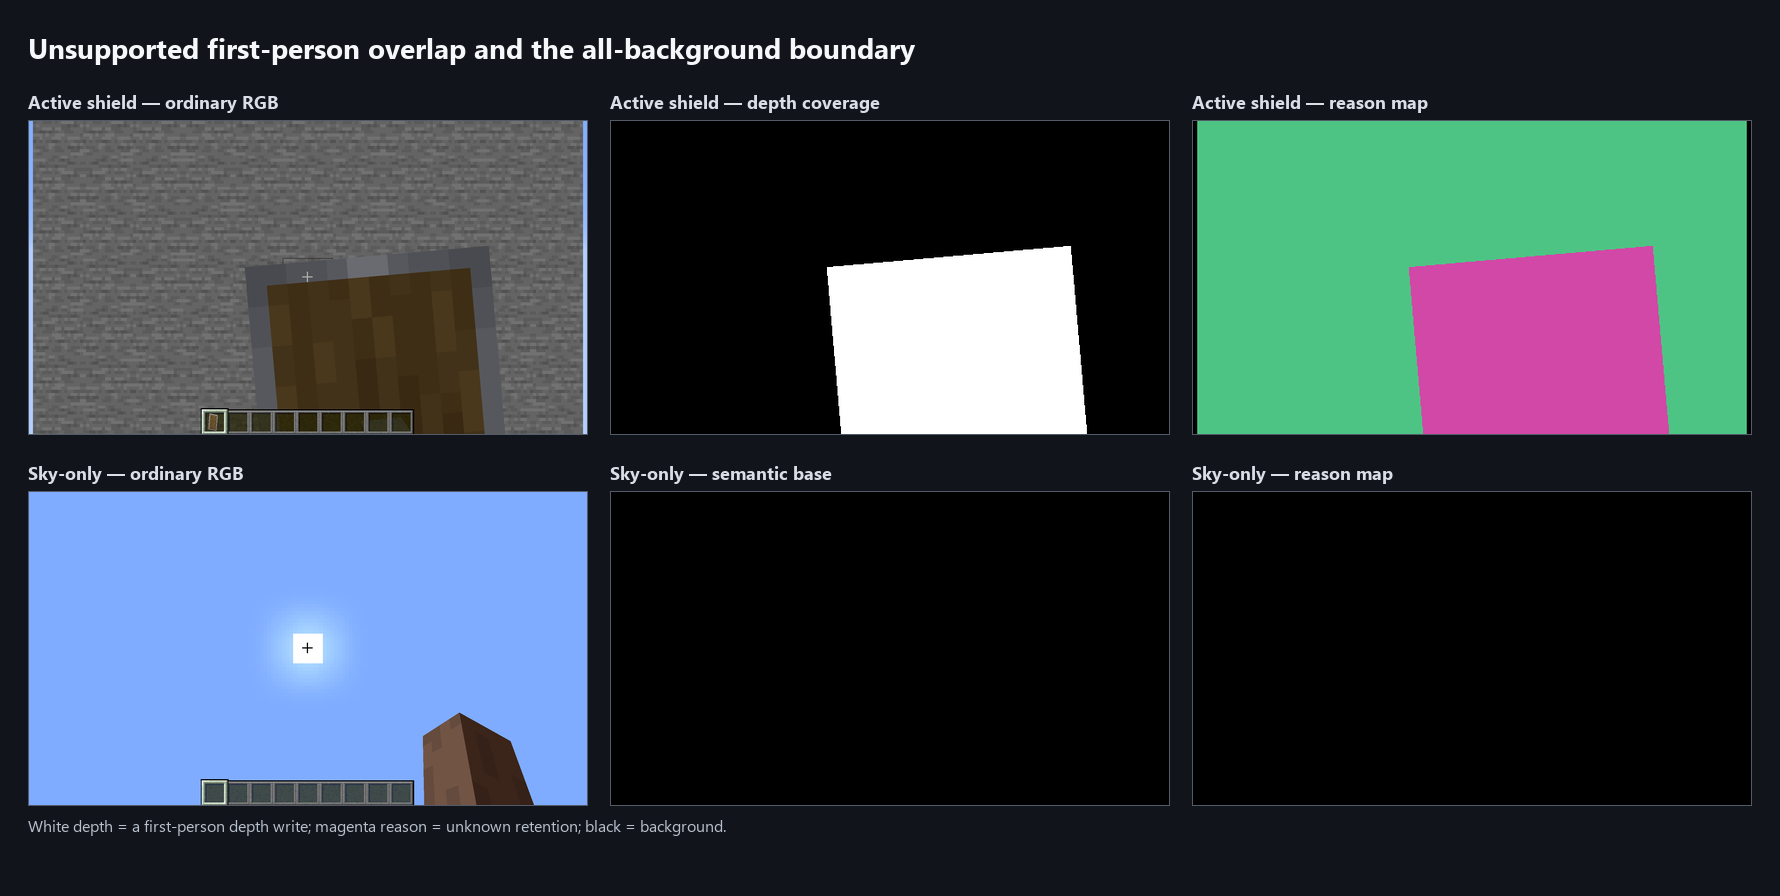 Unsupported first-person overlap and the all-background boundary
Active shield — ordinary RGB
Active shield — depth coverage
Active shield — reason map
Sky-only — ordinary RGB
Sky-only — semantic base
Sky-only — reason map
White depth = a first-person depth write; magenta reason = unknown retention; black = background.